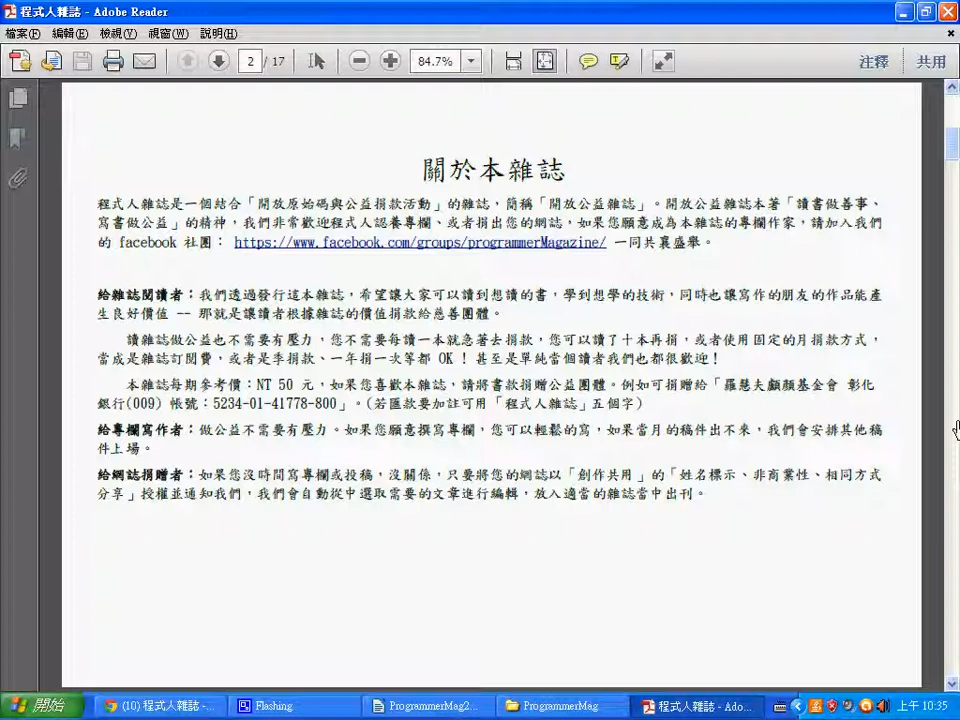 程式人雜誌 - Adobe Reader
檔案(F) 編輯(E) 檢視(V) 視窗(W) 說明(H)
2 / 17 84.7% 注釋 共用
關於本雜誌
程式人雜誌是一個結合「開放原始碼與公益捐款活動」的雜誌，簡稱「開放公益雜誌」。開放公益雜誌本著「讀書做善事、
寫書做公益」的精神，我們非常歡迎程式人認養專欄、或者捐出您的網誌，如果您願意成為本雜誌的專欄作家，請加入我們
的 facebook 社團： https://www.facebook.com/groups/programmerMagazine/ 一同共襄盛舉。
給雜誌閱讀者：我們透過發行這本雜誌，希望讓大家可以讀到想讀的書，學到想學的技術，同時也讓寫作的朋友的作品能產
生良好價值 -- 那就是讓讀者根據雜誌的價值捐款給慈善團體。
讀雜誌做公益也不需要有壓力，您不需要每讀一本就急著去捐款，您可以讀了十本再捐，或者使用固定的月捐款方式，
當成是雜誌訂閱費，或者是季捐款、一年捐一次等都 OK！甚至是單純當個讀者我們也都很歡迎！
本雜誌每期參考價：NT 50 元，如果您喜歡本雜誌，請將書款捐贈公益團體。例如可捐贈給「羅慧夫顱顏基金會 彰化
銀行(009) 帳號：5234-01-41778-800」。(若匯款要加註可用「程式人雜誌」五個字)
給專欄寫作者：做公益不需要有壓力。如果您願意撰寫專欄，您可以輕鬆的寫，如果當月的稿件出不來，我們會安排其他稿
件上場。
給網誌捐贈者：如果您沒時間寫專欄或投稿，沒關係，只要將您的網誌以「創作共用」的「姓名標示、非商業性、相同方式
分享」授權並通知我們，我們會自動從中選取需要的文章進行編輯，放入適當的雜誌當中出刊。
開始 (10) 程式人雜誌 -... Flashing ProgrammerMag2... ProgrammerMag 程式人雜誌 - Ado... 上午 10:35